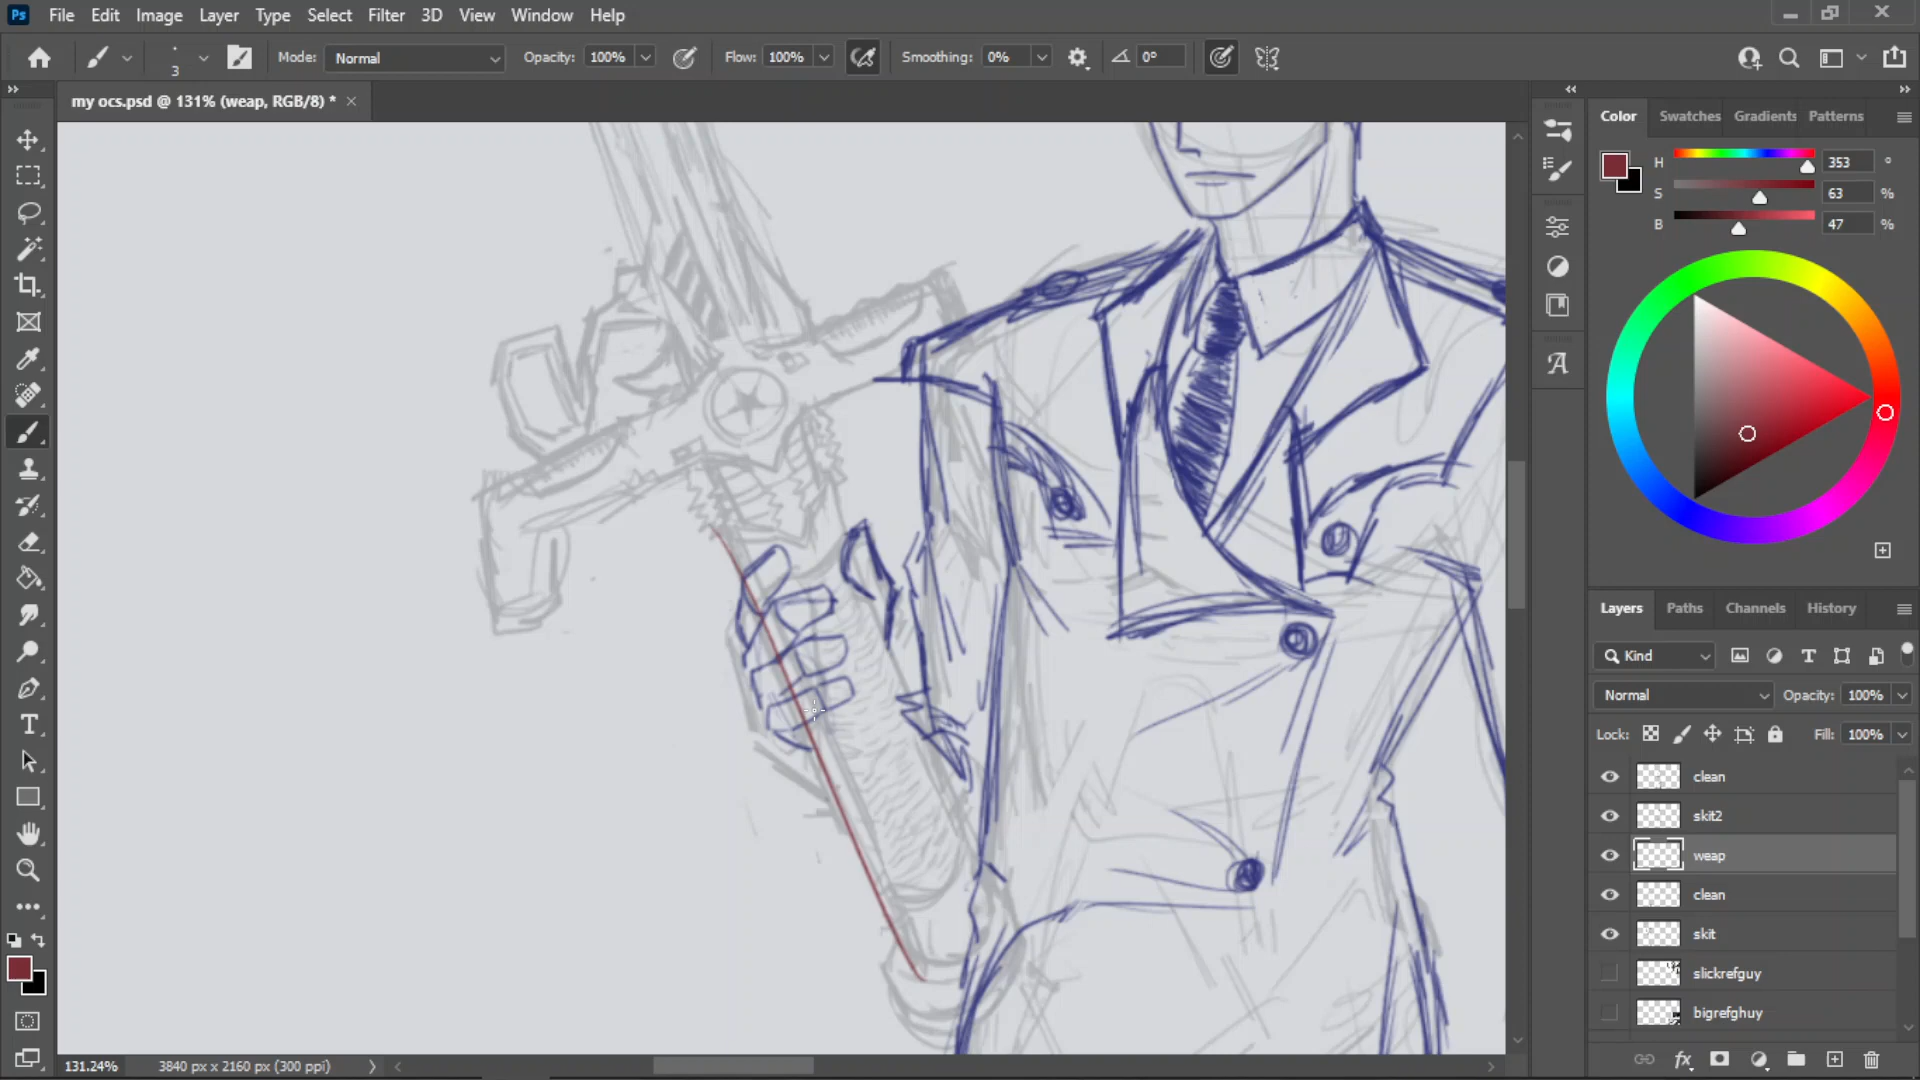 Ps File Edit Image Layer Type Select Filter 3D View Window Help
3 Mode: Normal Opacity: 100% Flow: 100% Smoothing: 0% 0°
my ocs.psd @ 131% (weap, RGB/8) *
Color Swatches Gradients Patterns
H 353 °
S 63 %
B 47 %
Layers Paths Channels History
Kind
Normal Opacity: 100%
Lock: Fill: 100%
clean
skit2
weap
clean
skit
slickrefguy
bigrefghuy
131.24% 3840 px x 2160 px (300 ppi)